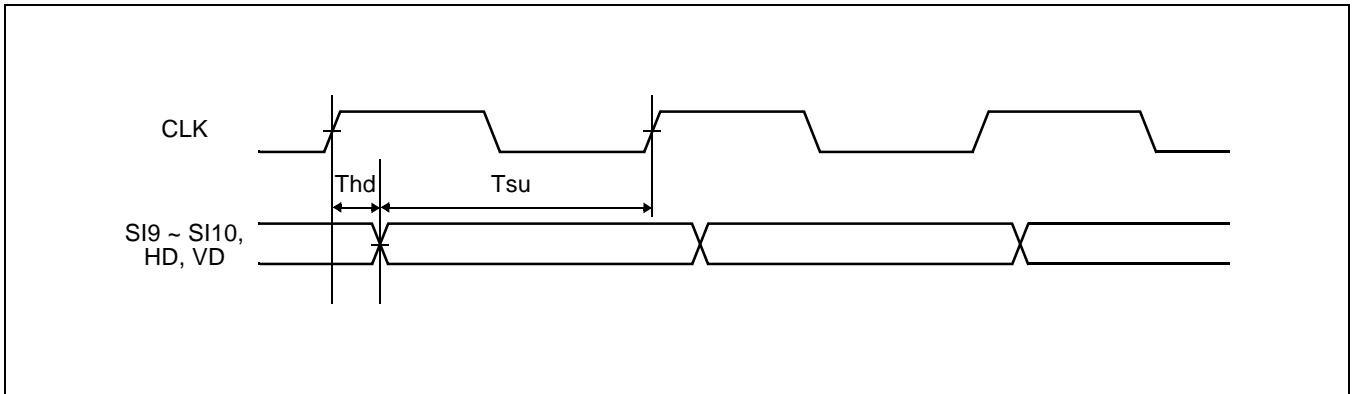 CLK
Thd
Tsu
SI9 ~ SI10,
HD, VD